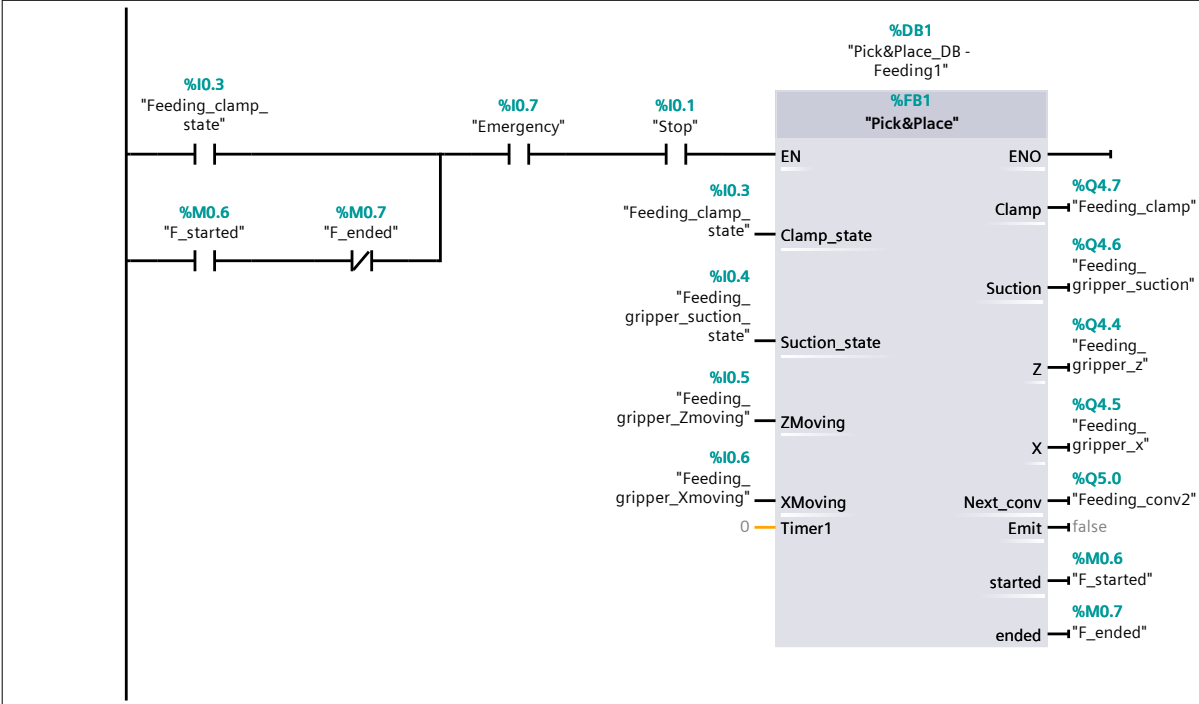 %DB1
"Pick&Place_DB -
Feeding1"
%I0.3
"Feeding_clamp_
state"
%I0.7
"Emergency"
%I0.1
"Stop"
%FB1
"Pick&Place"
EN
ENO
%M0.6
"F_started"
%M0.7
"F_ended"
%I0.3
"Feeding_clamp_
state"
Clamp_state
%I0.4
"Feeding_
gripper_suction_
state"
Suction_state
%I0.5
"Feeding_
gripper_Zmoving"
ZMoving
%I0.6
"Feeding_
gripper_Xmoving"
XMoving
0
Timer1
Clamp
%Q4.7
"Feeding_clamp"
Suction
%Q4.6
"Feeding_
gripper_suction"
Z
%Q4.4
"Feeding_
gripper_z"
X
%Q4.5
"Feeding_
gripper_x"
Next_conv
%Q5.0
"Feeding_conv2"
Emit
false
started
%M0.6
"F_started"
ended
%M0.7
"F_ended"